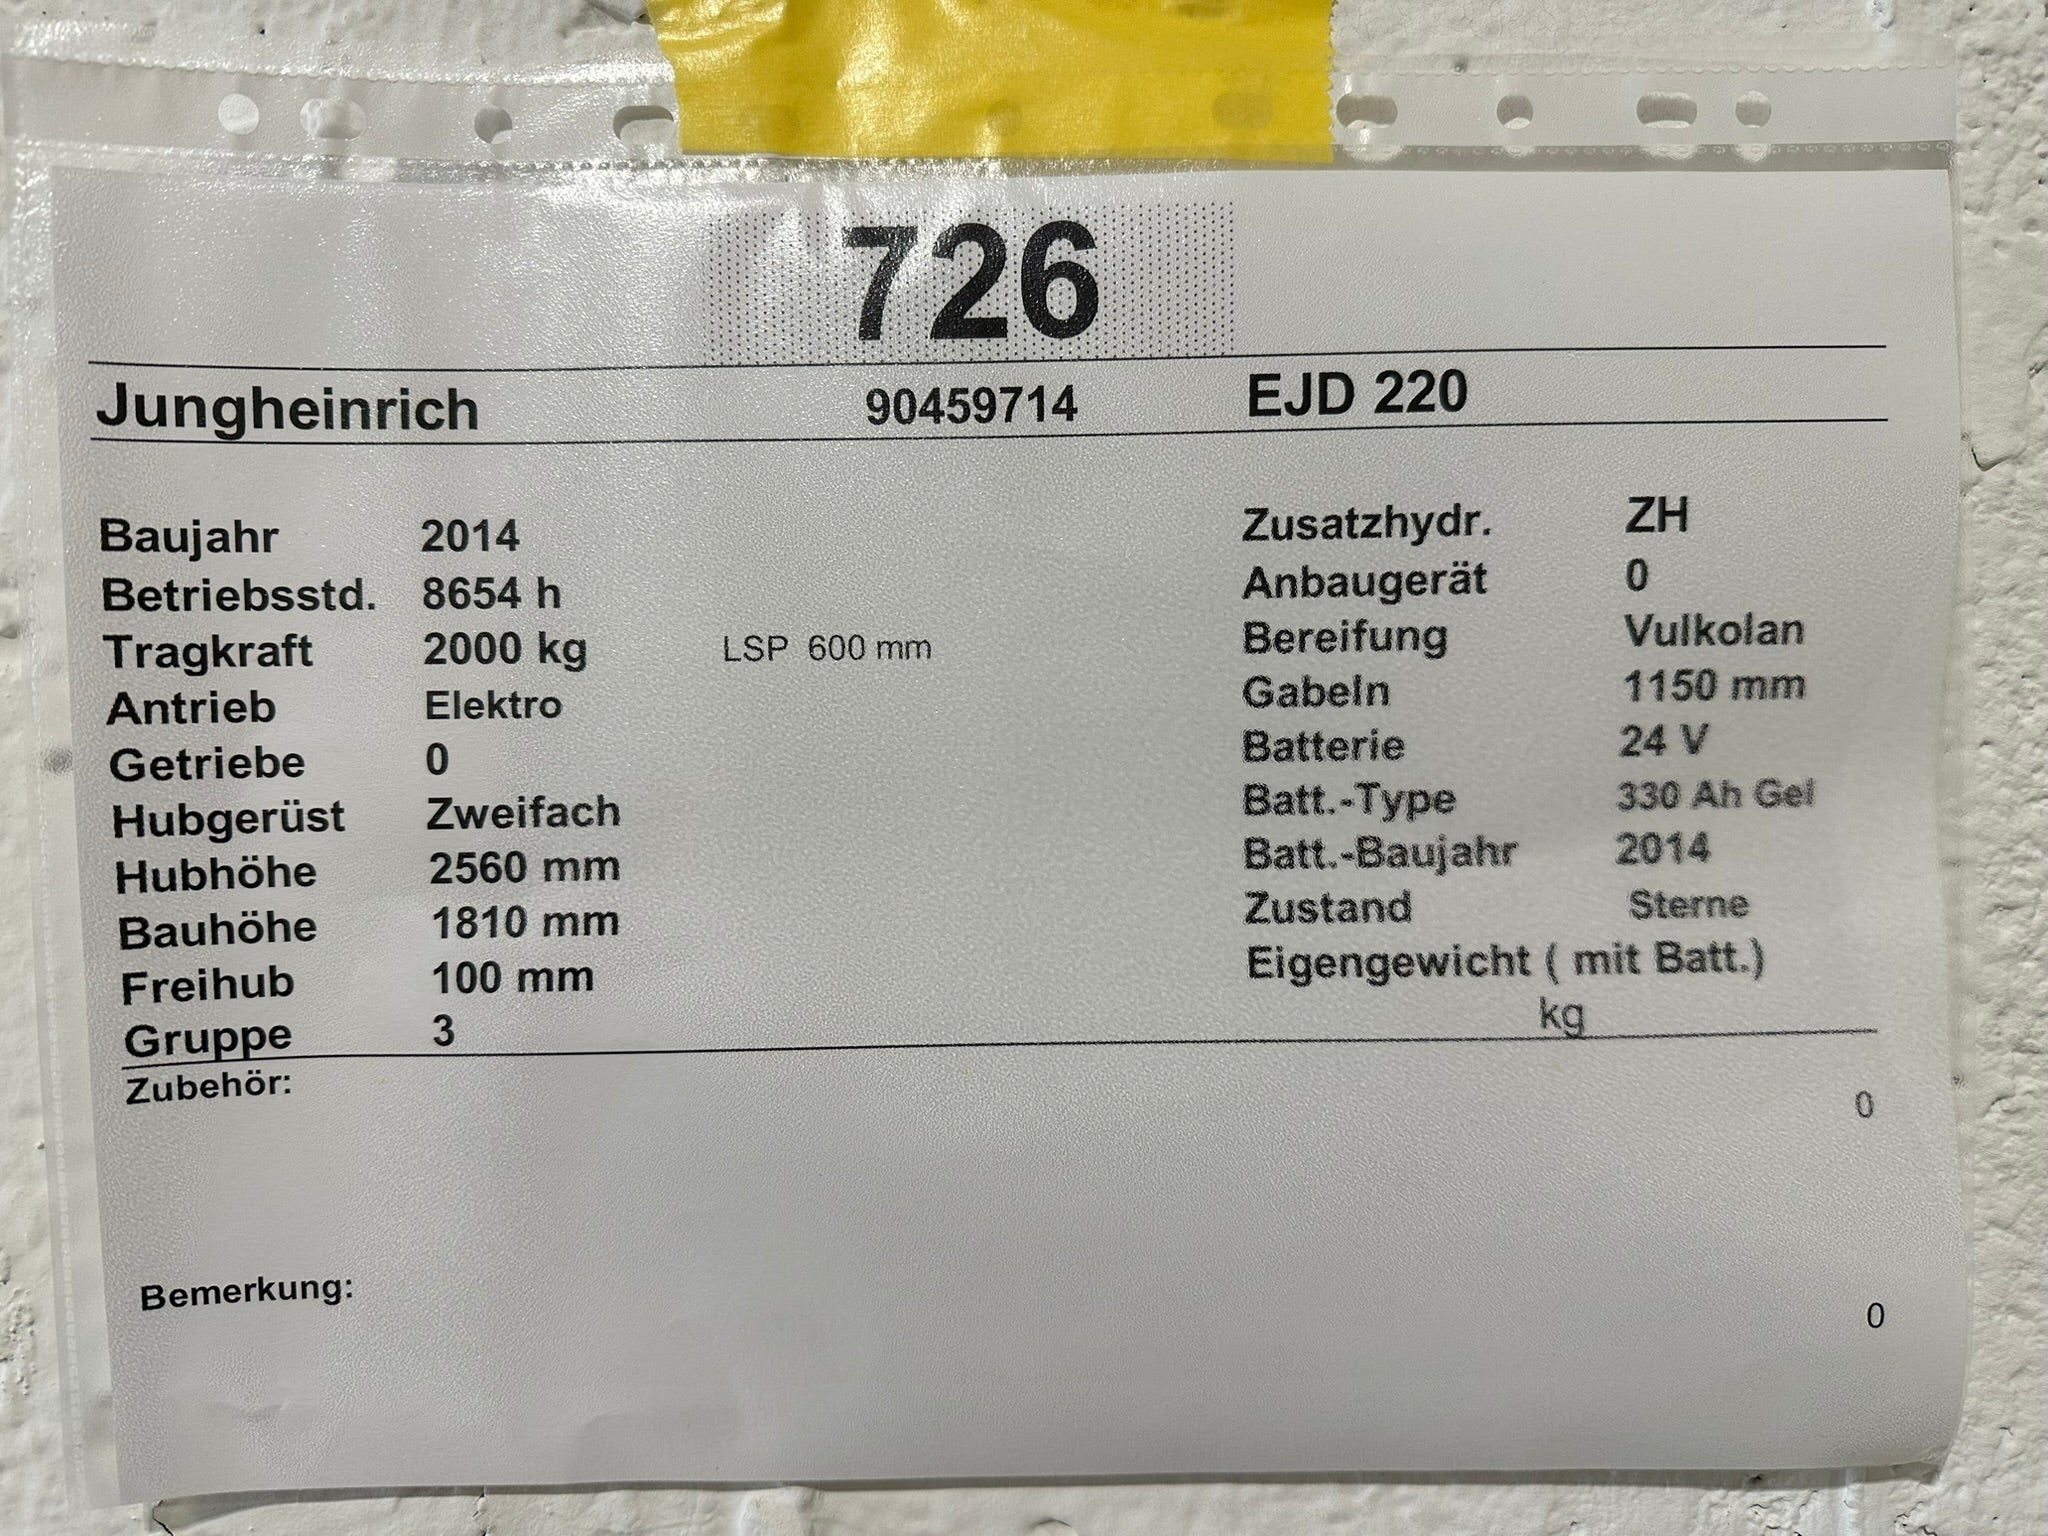 726
Jungheinrich 90459714 EJD 220
Baujahr 2014 Zusatzhydr. ZH
Betriebsstd. 8654 h Anbaugerät 0
Tragkraft 2000 kg LSP 600 mm Bereifung Vulkolan
Antrieb Elektro Gabeln 1150 mm
Getriebe 0 Batterie 24 V
Hubgerüst Zweifach Batt.-Type 330 Ah Gel
Hubhöhe 2560 mm Batt.-Baujahr 2014
Bauhöhe 1810 mm Zustand Sterne
Freihub 100 mm Eigengewicht ( mit Batt.)
Gruppe 3 kg
Zubehör: 0
Bemerkung: 0